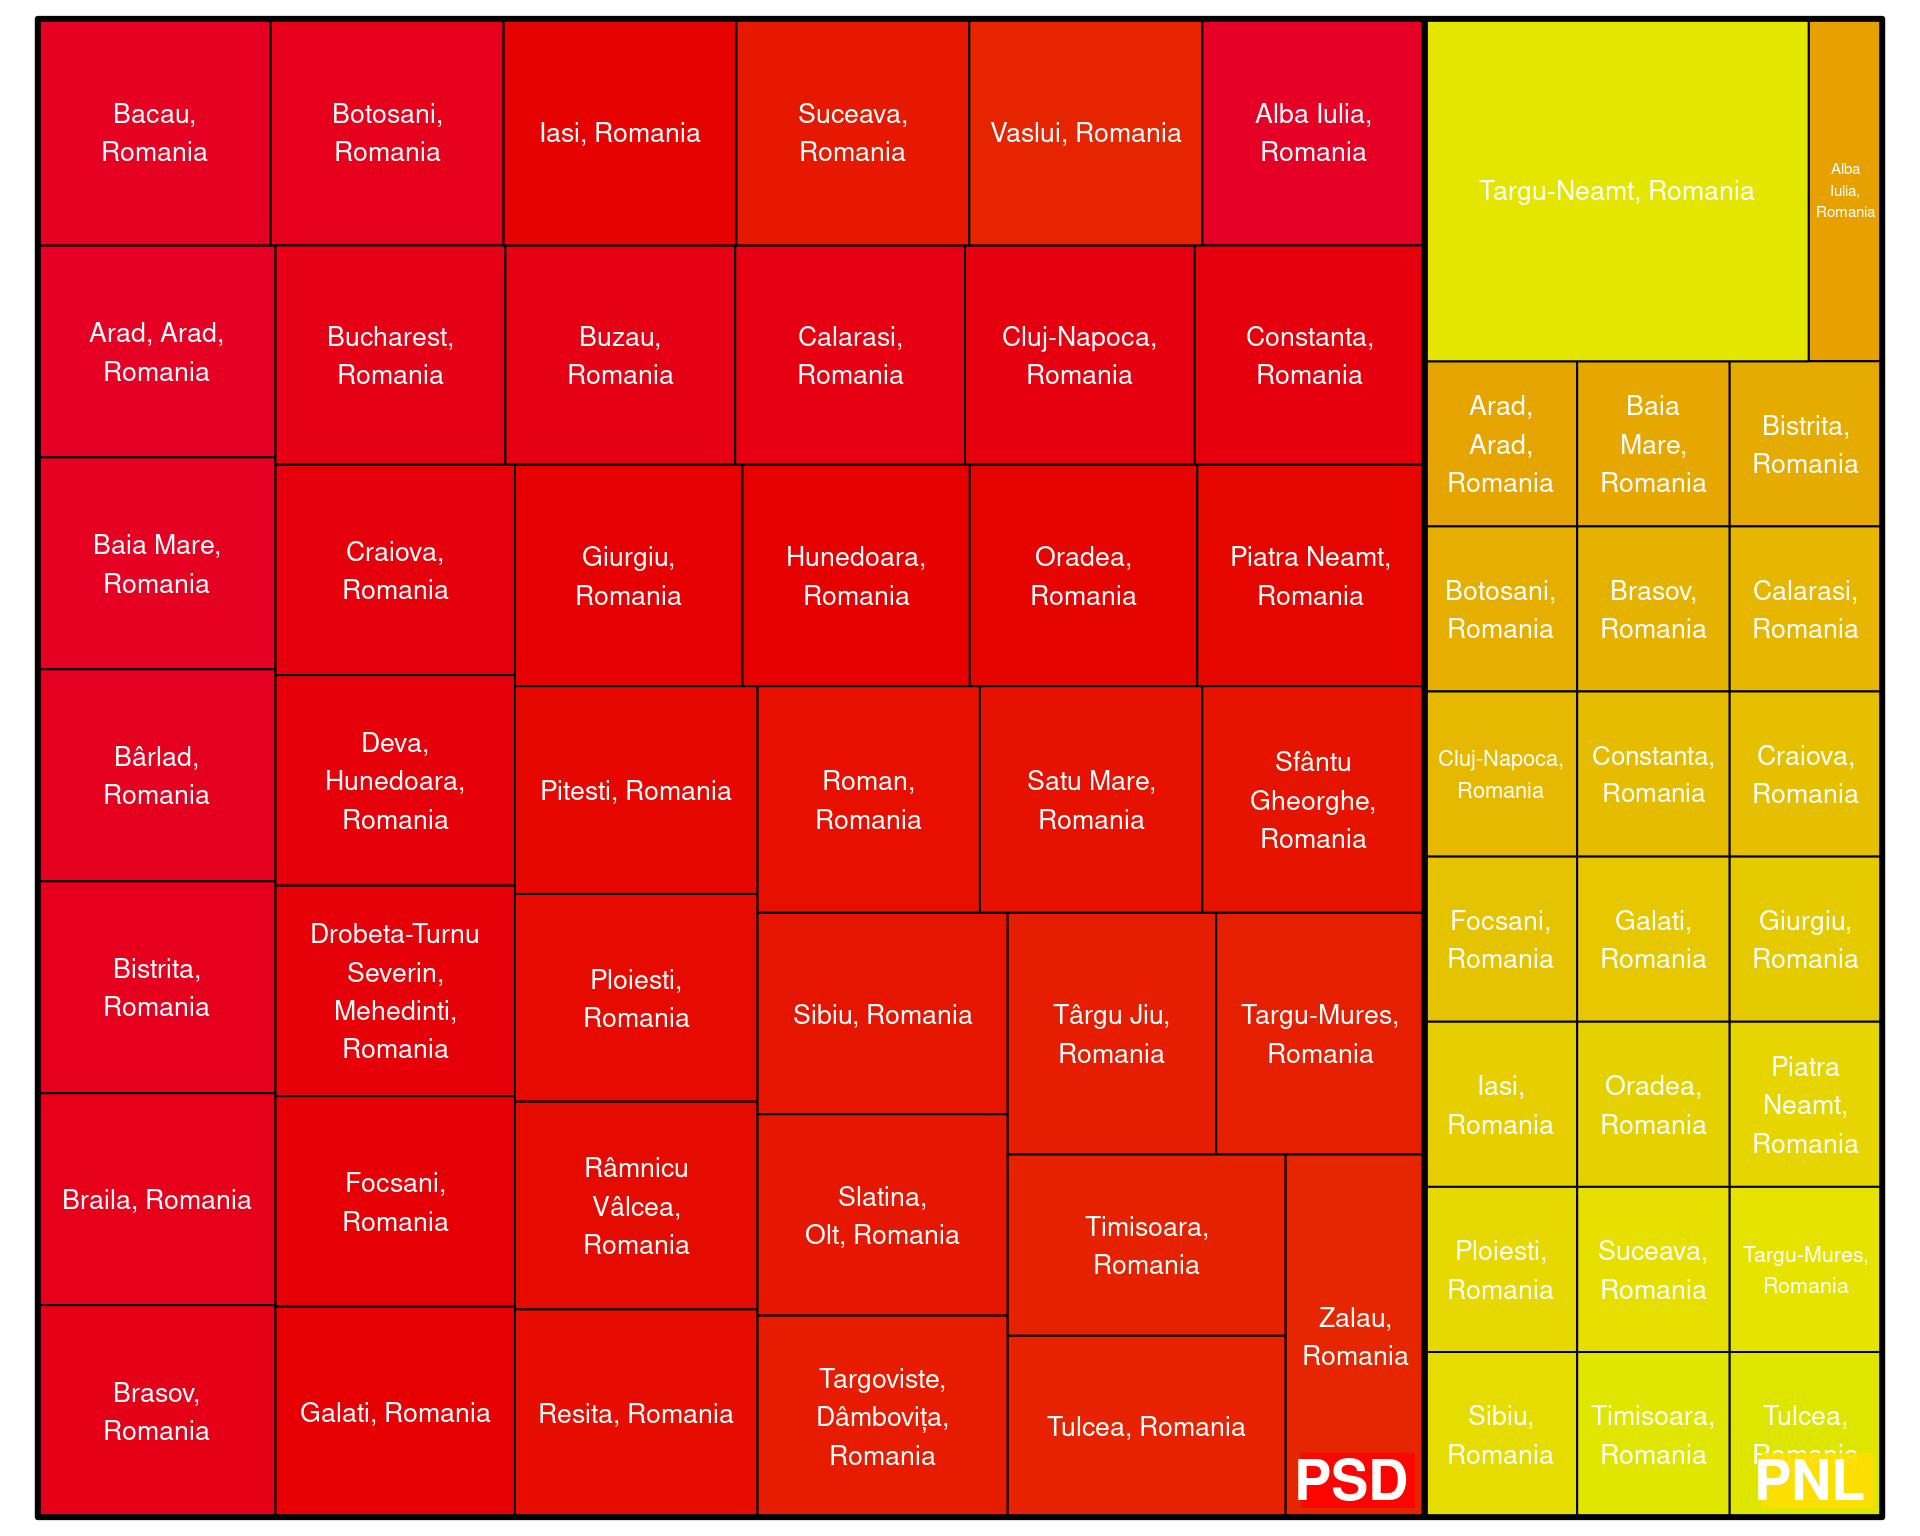 Bacau,
Romania
Botosani,
Romania
Iasi, Romania
Suceava,
Romania
Vaslui, Romania
Alba Iulia,
Romania
Arad, Arad,
Romania
Bucharest,
Romania
Buzau,
Romania
Calarasi,
Romania
Cluj-Napoca,
Romania
Constanta,
Romania
Baia Mare,
Romania
Craiova,
Romania
Giurgiu,
Romania
Hunedoara,
Romania
Oradea,
Romania
Piatra Neamt,
Romania
Bârlad,
Romania
Deva,
Hunedoara,
Romania
Pitesti, Romania
Roman,
Romania
Satu Mare,
Romania
Sfântu
Gheorghe,
Romania
Bistrita,
Romania
Drobeta-Turnu
Severin,
Mehedinti,
Romania
Ploiesti,
Romania
Sibiu, Romania
Târgu Jiu,
Romania
Targu-Mures,
Romania
Braila, Romania
Focsani,
Romania
Râmnicu
Vâlcea,
Romania
Slatina,
Olt, Romania
Timisoara,
Romania
Zalau,
Romania
Brasov,
Romania
Galati, Romania
Resita, Romania
Targoviste,
Dâmbovița,
Romania
Tulcea, Romania
PSD
Targu-Neamt, Romania
Alba
Iulia,
Romania
Arad,
Arad,
Romania
Baia
Mare,
Romania
Bistrita,
Romania
Botosani,
Romania
Brasov,
Romania
Calarasi,
Romania
Cluj-Napoca,
Romania
Constanta,
Romania
Craiova,
Romania
Focsani,
Romania
Galati,
Romania
Giurgiu,
Romania
Iasi,
Romania
Oradea,
Romania
Piatra
Neamt,
Romania
Ploiesti,
Romania
Suceava,
Romania
Targu-Mures,
Romania
Sibiu,
Romania
Timisoara,
Romania
Tulcea,
Romania
PNL